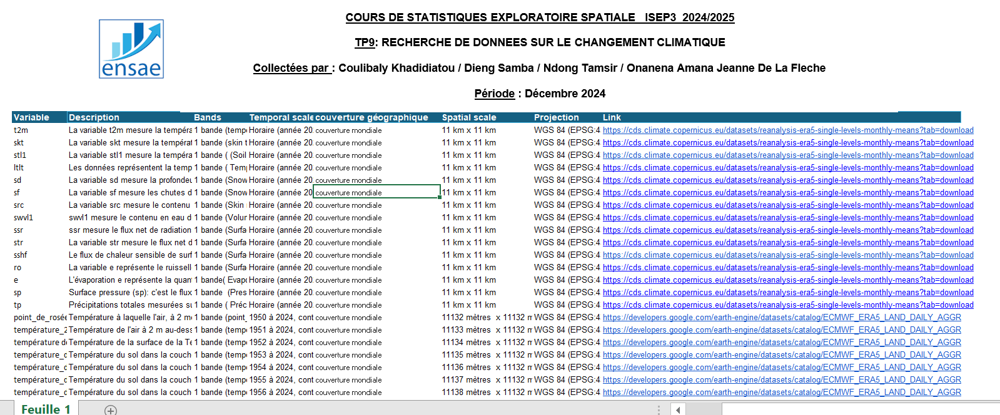 COURS DE STATISTIQUES EXPLORATOIRE SPATIALE   ISEP3  2024/2025
TP9: RECHERCHE DE DONNEES SUR LE CHANGEMENT CLIMATIQUE
ensae
Collectées par : Coulibaly Khadidiatou / Dieng Samba / Ndong Tamsir / Onanena Amana Jeanne De La Fleche
Période : Décembre 2024
Variable Description Bands Temporal scale couverture géographique Spatial scale Projection Link
t2m La variable t2m mesure la tempéra 1 bande (tempe Horaire (année 20 couverture mondiale 11 km x 11 km WGS 84 (EPSG:4 https://cds.climate.copernicus.eu/datasets/reanalysis-era5-single-levels-monthly-means?tab=download
skt La variable skt mesure la températ 1 bande (skin t Horaire (année 20 couverture mondiale 11 km x 11 km WGS 84 (EPSG:4 https://cds.climate.copernicus.eu/datasets/reanalysis-era5-single-levels-monthly-means?tab=download
stl1 La variable stl1 mesure la tempéra 1 bande ( (Soil Horaire (année 20 couverture mondiale 11 km x 11 km WGS 84 (EPSG:4 https://cds.climate.copernicus.eu/datasets/reanalysis-era5-single-levels-monthly-means?tab=download
ltlt Les données représentent la temp 1 bande ( Temp Horaire (année 20 couverture mondiale 11 km x 11 km WGS 84 (EPSG:4 https://cds.climate.copernicus.eu/datasets/reanalysis-era5-single-levels-monthly-means?tab=download
sd La variable sd mesure la profondeu 1 bande (Snow Horaire (année 20 couverture mondiale 11 km x 11 km WGS 84 (EPSG:4 https://cds.climate.copernicus.eu/datasets/reanalysis-era5-single-levels-monthly-means?tab=download
sf La variable sf mesure les chutes d 1 bande (Snow Horaire (année 20 couverture mondiale 11 km x 11 km WGS 84 (EPSG:4 https://cds.climate.copernicus.eu/datasets/reanalysis-era5-single-levels-monthly-means?tab=download
src La variable src mesure le contenu 1 bande (Skin Horaire (année 20 couverture mondiale 11 km x 11 km WGS 84 (EPSG:4 https://cds.climate.copernicus.eu/datasets/reanalysis-era5-single-levels-monthly-means?tab=download
swvl1 swvl1 mesure le contenu en eau d 1 bande (Volur Horaire (année 20 couverture mondiale 11 km x 11 km WGS 84 (EPSG:4 https://cds.climate.copernicus.eu/datasets/reanalysis-era5-single-levels-monthly-means?tab=download
ssr ssr mesure le flux net de radiation 1 bande (Surfa Horaire (année 20 couverture mondiale 11 km x 11 km WGS 84 (EPSG:4 https://cds.climate.copernicus.eu/datasets/reanalysis-era5-single-levels-monthly-means?tab=download
str La variable str mesure le flux net d 1 bande (Surfa Horaire (année 20 couverture mondiale 11 km x 11 km WGS 84 (EPSG:4 https://cds.climate.copernicus.eu/datasets/reanalysis-era5-single-levels-monthly-means?tab=download
sshf Le flux de chaleur sensible de surf 1 bande (Surfa Horaire (année 20 couverture mondiale 11 km x 11 km WGS 84 (EPSG:4 https://cds.climate.copernicus.eu/datasets/reanalysis-era5-single-levels-monthly-means?tab=download
ro La variable e représente le ruissell 1 bande (Surfa Horaire (année 20 couverture mondiale 11 km x 11 km WGS 84 (EPSG:4 https://cds.climate.copernicus.eu/datasets/reanalysis-era5-single-levels-monthly-means?tab=download
e L'évaporation e représente la quan 1 bande( Evapo Horaire (année 20 couverture mondiale 11 km x 11 km WGS 84 (EPSG:4 https://cds.climate.copernicus.eu/datasets/reanalysis-era5-single-levels-monthly-means?tab=download
sp Surface pressure (sp): c'est le flux 1 bande  (Pres Horaire (année 20 couverture mondiale 11 km x 11 km WGS 84 (EPSG:4 https://cds.climate.copernicus.eu/datasets/reanalysis-era5-single-levels-monthly-means?tab=download
tp Précipitations totales mesurées su 1 bande ( Préc Horaire (année 20 couverture mondiale 11 km x 11 km WGS 84 (EPSG:4 https://cds.climate.copernicus.eu/datasets/reanalysis-era5-single-levels-monthly-means?tab=download
point_de_rosée Température à laquelle l'air, à 2 m 1 bande (point_ 1950 à 2024, cont couverture mondiale 11132 mètres  x 11132 m WGS 84 (EPSG:4 https://developers.google.com/earth-engine/datasets/catalog/ECMWF_ERA5_LAND_DAILY_AGGR
température_2 Température de l'air à 2 m au-dess 1 bande (temp 1951 à 2024, cont couverture mondiale 11133 mètres  x 11132 m WGS 84 (EPSG:4 https://developers.google.com/earth-engine/datasets/catalog/ECMWF_ERA5_LAND_DAILY_AGGR
température de Température de la surface de la Te 1 bande (temp 1952 à 2024, cont couverture mondiale 11134 mètres  x 11132 m WGS 84 (EPSG:4 https://developers.google.com/earth-engine/datasets/catalog/ECMWF_ERA5_LAND_DAILY_AGGR
température_d Température du sol dans la couch 1 bande (temp 1953 à 2024, cont couverture mondiale 11135 mètres  x 11132 m WGS 84 (EPSG:4 https://developers.google.com/earth-engine/datasets/catalog/ECMWF_ERA5_LAND_DAILY_AGGR
température_d Température du sol dans la couch 1 bande (temp 1954 à 2024, cont couverture mondiale 11136 mètres  x 11132 m WGS 84 (EPSG:4 https://developers.google.com/earth-engine/datasets/catalog/ECMWF_ERA5_LAND_DAILY_AGGR
température_d Température du sol dans la couch 1 bande (temp 1955 à 2024, cont couverture mondiale 11137 mètres  x 11132 m WGS 84 (EPSG:4 https://developers.google.com/earth-engine/datasets/catalog/ECMWF_ERA5_LAND_DAILY_AGGR
température_d Température du sol dans la couch 1 bande (temp 1956 à 2024, cont couverture mondiale 11138 mètres  x 11132 m WGS 84 (EPSG:4 https://developers.google.com/earth-engine/datasets/catalog/ECMWF_ERA5_LAND_DAILY_AGGR
Feuille 1